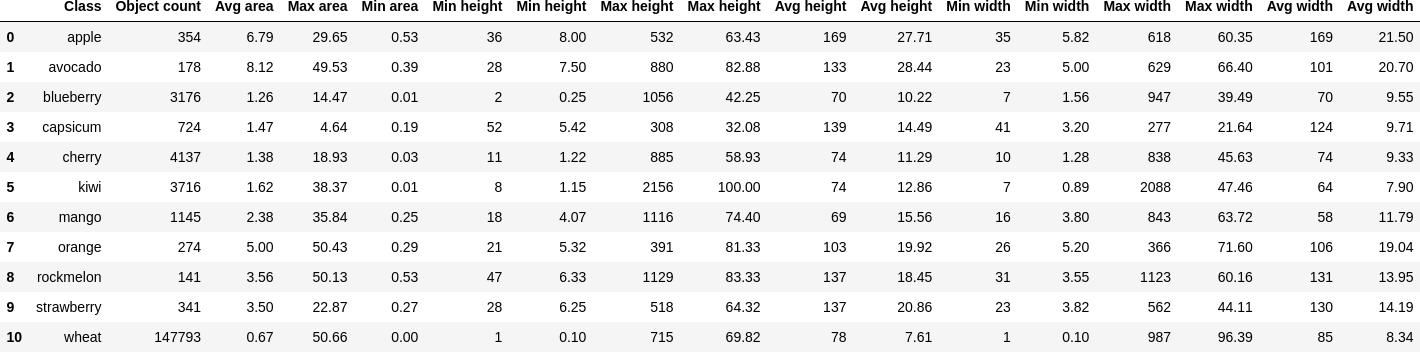 Class Object count Avg area Max area Min area Min height Min height Max height Max height Avg height Avg height Min width Min width Max width Max width Avg width Avg width
0 apple 354 6.79 29.65 0.53 36 8.00 532 63.43 169 27.71 35 5.82 618 60.35 169 21.50
1 avocado 178 8.12 49.53 0.39 28 7.50 880 82.88 133 28.44 23 5.00 629 66.40 101 20.70
2 blueberry 3176 1.26 14.47 0.01 2 0.25 1056 42.25 70 10.22 7 1.56 947 39.49 70 9.55
3 capsicum 724 1.47 4.64 0.19 52 5.42 308 32.08 139 14.49 41 3.20 277 21.64 124 9.71
4 cherry 4137 1.38 18.93 0.03 11 1.22 885 58.93 74 11.29 10 1.28 838 45.63 74 9.33
5 kiwi 3716 1.62 38.37 0.01 8 1.15 2156 100.00 74 12.86 7 0.89 2088 47.46 64 7.90
6 mango 1145 2.38 35.84 0.25 18 4.07 1116 74.40 69 15.56 16 3.80 843 63.72 58 11.79
7 orange 274 5.00 50.43 0.29 21 5.32 391 81.33 103 19.92 26 5.20 366 71.60 106 19.04
8 rockmelon 141 3.56 50.13 0.53 47 6.33 1129 83.33 137 18.45 31 3.55 1123 60.16 131 13.95
9 strawberry 341 3.50 22.87 0.27 28 6.25 518 64.32 137 20.86 23 3.82 562 44.11 130 14.19
10 wheat 147793 0.67 50.66 0.00 1 0.10 715 69.82 78 7.61 1 0.10 987 96.39 85 8.34